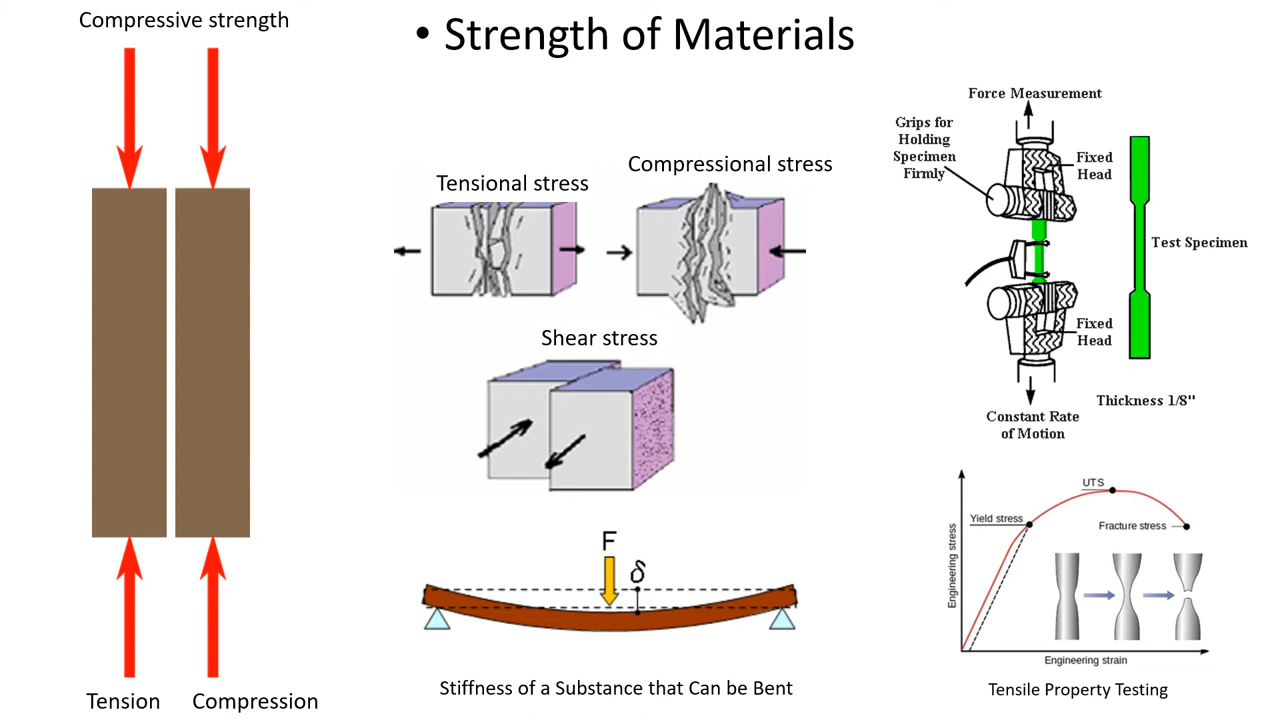 Compressive strength
• Strength of Materials
Tension
Compression
Tensional stress
Compressional stress
Shear stress
F
δ
Stiffness of a Substance that Can be Bent
Force Measurement
Grips for
Holding
Specimen
Firmly
Fixed
Head
Test Specimen
Fixed
Head
Thickness 1/8"
Constant Rate
of Motion
UTS
Yield stress
Fracture stress
Engineering stress
Engineering strain
Tensile Property Testing